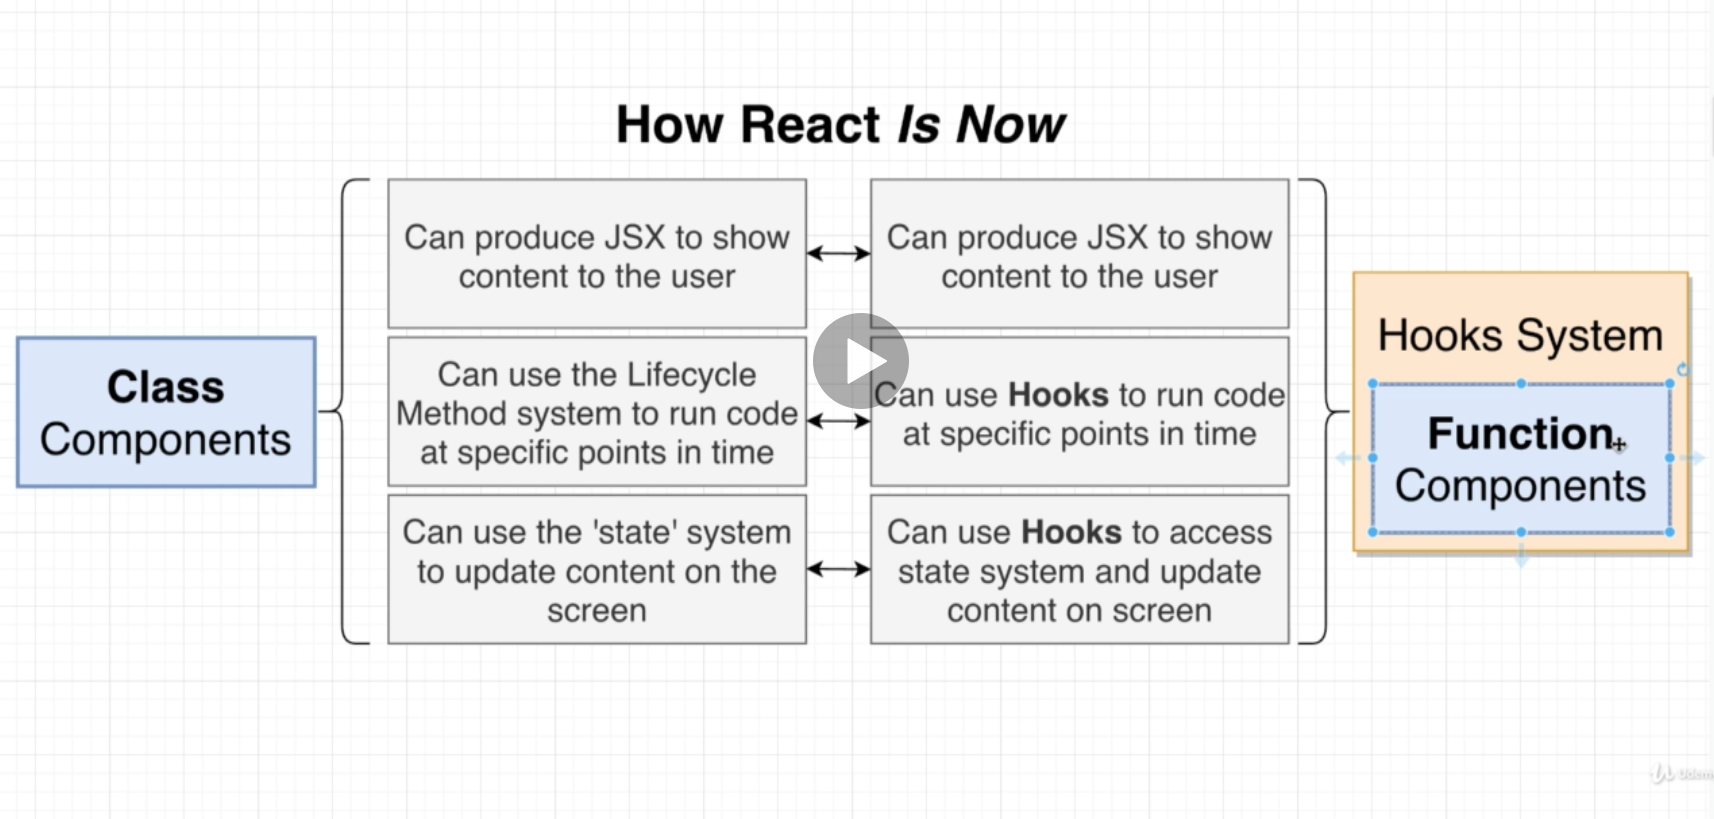 How React Is Now
Class
Components
Can produce JSX to show
content to the user
Can use the Lifecycle
Method system to run code
at specific points in time
Can use the 'state' system
to update content on the
screen
Can produce JSX to show
content to the user
Can use Hooks to run code
at specific points in time
Can use Hooks to access
state system and update
content on screen
Hooks System
Function
Components